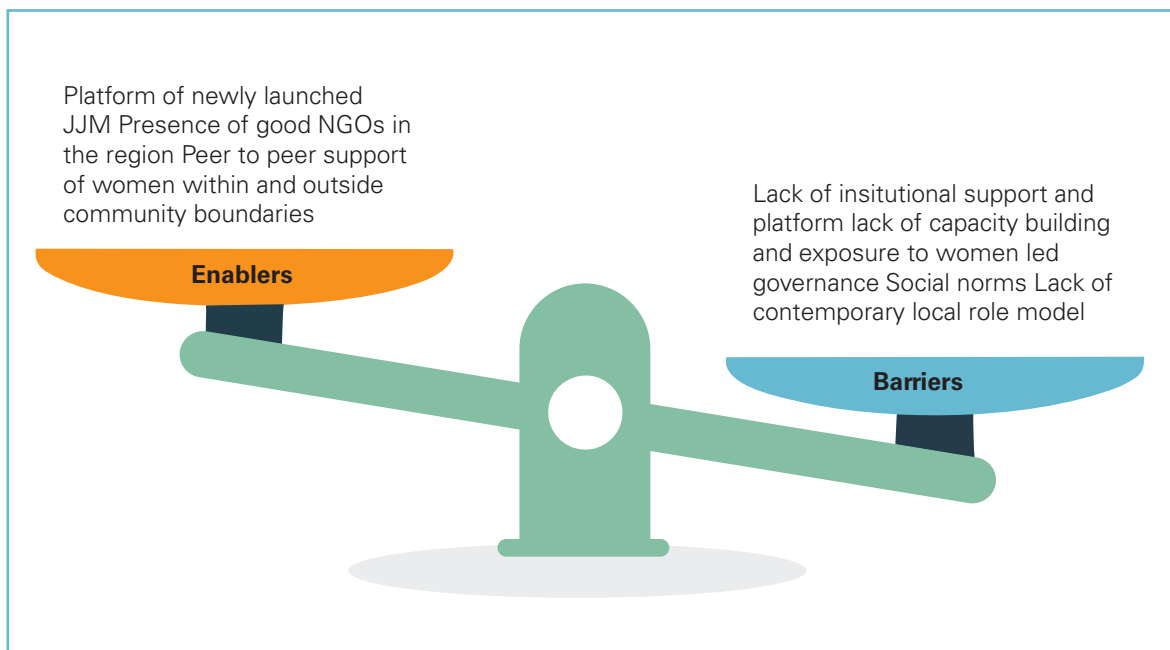 Platform of newly launched
JJM Presence of good NGOs in
the region Peer to peer support
of women within and outside
community boundaries
Enablers
Lack of insitutional support and
platform lack of capacity building
and exposure to women led
governance Social norms Lack of
contemporary local role model
Barriers